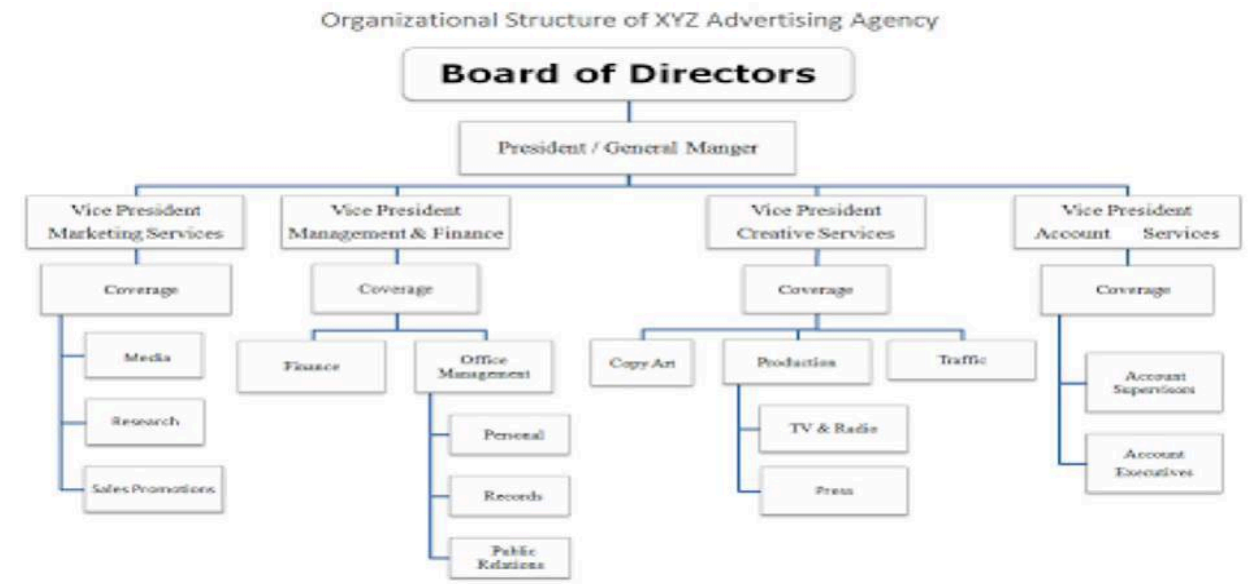 Organizational Structure of XYZ Advertising Agency
Board of Directors
President / General Manger
Vice President
Marketing Services
Vice President
Management & Finance
Vice President
Creative Services
Vice President
Account Services
Coverage
Coverage
Coverage
Coverage
Media
Research
Sales Promotions
Finance
Office
Management
Personal
Records
Public
Relations
Copy Art
Production
Traffic
TV & Radio
Press
Account
Supervisors
Account
Executives